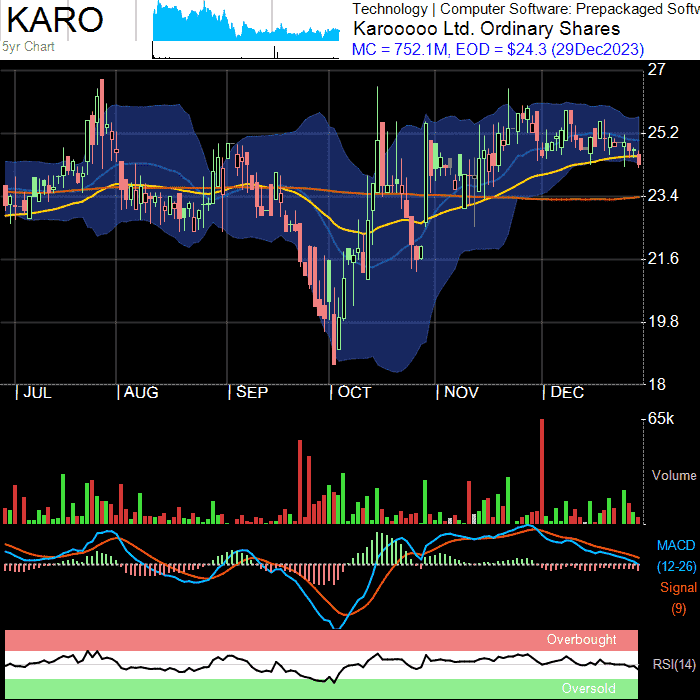 KARO
5yr Chart
Technology | Computer Software: Prepackaged Softw
Karooooo Ltd. Ordinary Shares
MC = 752.1M, EOD = $24.3 (29Dec2023)
27
25.2
23.4
21.6
19.8
18
| JUL | AUG | SEP | OCT | NOV | DEC
65k
Volume
MACD
(12-26)
Signal
(9)
Overbought
RSI(14)
Oversold